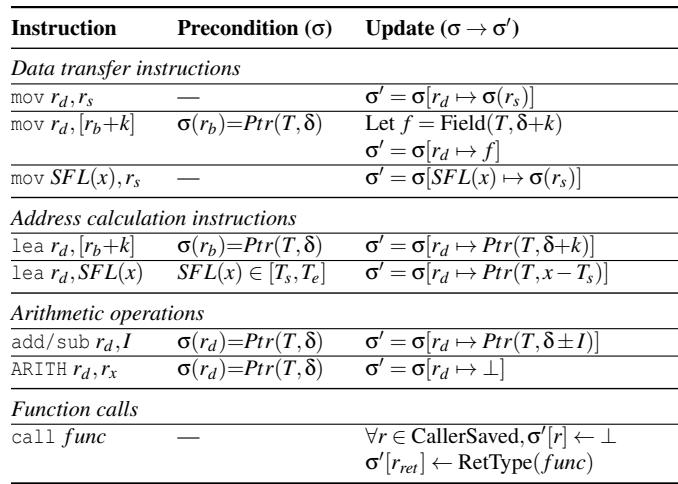 Instruction Precondition (σ) Update (σ → σ′)
Data transfer instructions
mov r_d, r_s — σ′ = σ[r_d ↦ σ(r_s)]
mov r_d, [r_b+k] σ(r_b)=Ptr(T, δ) Let f = Field(T, δ+k)
σ′ = σ[r_d ↦ f]
mov SFL(x), r_s — σ′ = σ[SFL(x) ↦ σ(r_s)]
Address calculation instructions
lea r_d, [r_b+k] σ(r_b)=Ptr(T, δ) σ′ = σ[r_d ↦ Ptr(T, δ+k)]
lea r_d, SFL(x) SFL(x) ∈ [T_s, T_e] σ′ = σ[r_d ↦ Ptr(T, x − T_s)]
Arithmetic operations
add/sub r_d, I σ(r_d)=Ptr(T, δ) σ′ = σ[r_d ↦ Ptr(T, δ ± I)]
ARITH r_d, r_x σ(r_d)=Ptr(T, δ) σ′ = σ[r_d ↦ ⊥]
Function calls
call func — ∀r ∈ CallerSaved, σ′[r] ← ⊥
σ′[r_ret] ← RetType(func)